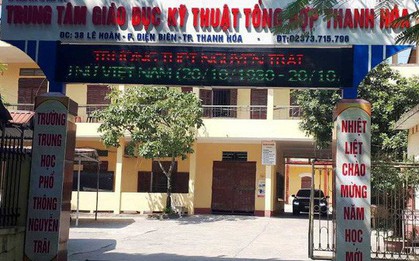 TRUNG TÂM GIÁO DỤC KỸ THUẬT TỔNG HỢP THANH HÓA
ĐC: 38 LÊ HOÀN - P. ĐIỆN BIÊN - TP. THANH HÓA
ĐT: 02373.715.798
TRƯỜNG THPT NGUYỄN TRÃI
NỮ VIỆT NAM (20/10/1930 - 20/10
TRƯỜNG
TRUNG
HỌC
PHỔ
THÔNG
NGUYỄN
TRÃI
NHIỆT
LIỆT
CHÀO
MỪNG
NĂM
HỌC
MỚI